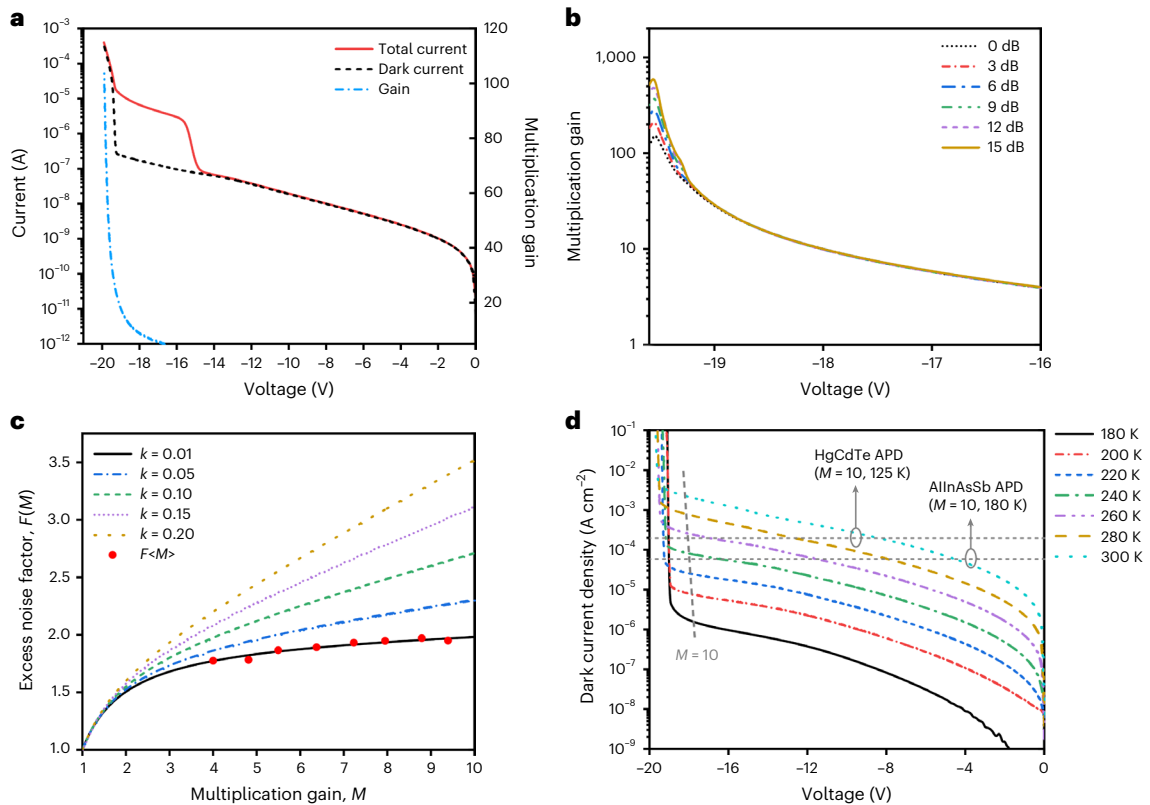 a
10⁻³
10⁻⁴
10⁻⁵
10⁻⁶
10⁻⁷
10⁻⁸
10⁻⁹
10⁻¹⁰
10⁻¹¹
10⁻¹²
Current (A)
−20 −18 −16 −14 −12 −10 −8 −6 −4 −2 0
Voltage (V)
120
100
80
60
40
20
Multiplication gain
Total current
Dark current
Gain
b
1,000
100
10
1
Multiplication gain
−19 −18 −17 −16
Voltage (V)
0 dB
3 dB
6 dB
9 dB
12 dB
15 dB
c
3.5
3.0
2.5
2.0
1.5
1.0
Excess noise factor, F(M)
1 2 3 4 5 6 7 8 9 10
Multiplication gain, M
k = 0.01
k = 0.05
k = 0.10
k = 0.15
k = 0.20
F<M>
d
10⁻¹
10⁻²
10⁻³
10⁻⁴
10⁻⁵
10⁻⁶
10⁻⁷
10⁻⁸
10⁻⁹
Dark current density (A cm⁻²)
−20 −16 −12 −8 −4 0
Voltage (V)
HgCdTe APD
(M = 10, 125 K)
AlInAsSb APD
(M = 10, 180 K)
M = 10
180 K
200 K
220 K
240 K
260 K
280 K
300 K